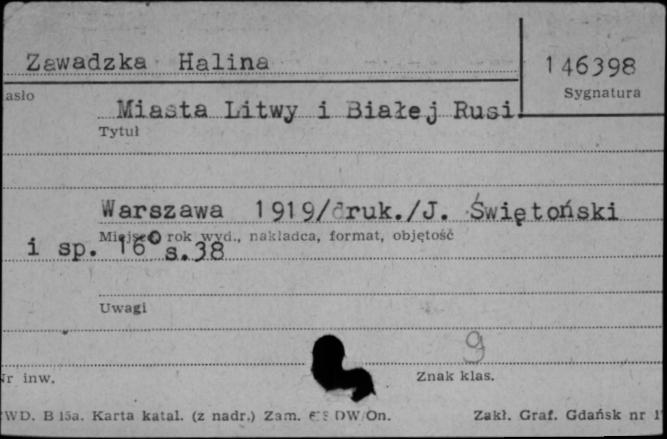 Zawadzka Halina
146398
asło
Sygnatura
Miasta Litwy i Białej Rusi
Tytuł
Warszawa 1919/druk./J. Świętoński
Miejsce rok wyd., nakładca, format, objętość
i sp. 16° s.38
Uwagi
9
Nr inw.
Znak klas.
WD. B 15a. Karta katal. (z nadr.) Zam. DW/On.
Zakł. Graf. Gdańsk nr 1